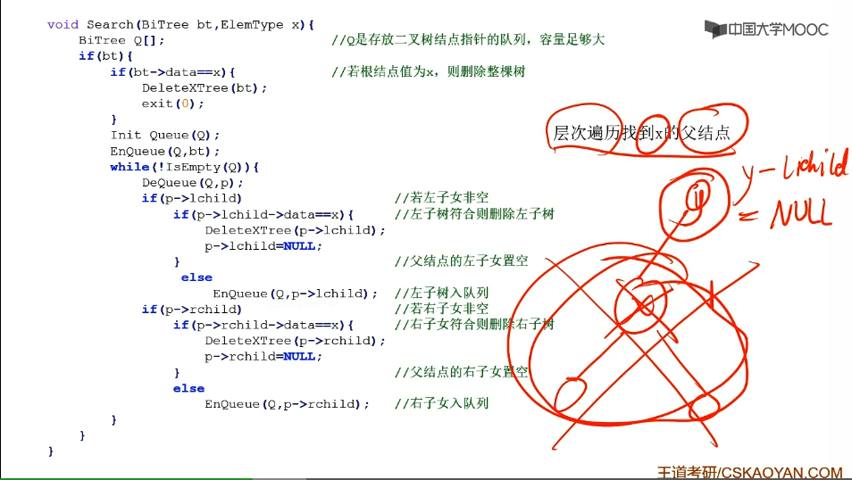 void Search(BiTree bt,ElemType x){
BiTree Q[]; //Q是存放二叉树结点指针的队列，容量足够大
if(bt){
if(bt->data==x){ //若根结点值为x，则删除整棵树
DeleteXTree(bt);
exit(0);
}
Init Queue(Q);
EnQueue(Q,bt);
while(!IsEmpty(Q)){
DeQueue(Q,p);
if(p->lchild) //若左子女非空
if(p->lchild->data==x){ //左子树符合则删除左子树
DeleteXTree(p->lchild);
p->lchild=NULL;
} //父结点的左子女置空
else
EnQueue(Q,p->lchild); //左子树入队列
if(p->rchild) //若右子女非空
if(p->rchild->data==x){ //右子女符合则删除右子树
DeleteXTree(p->rchild);
p->rchild=NULL;
} //父结点的右子女置空
else
EnQueue(Q,p->rchild); //右子女入队列
}
}
}
中国大学MOOC
层次遍历找到x的父结点
y-lchild
=NULL
y
x
王道考研/CSKAOYAN.COM